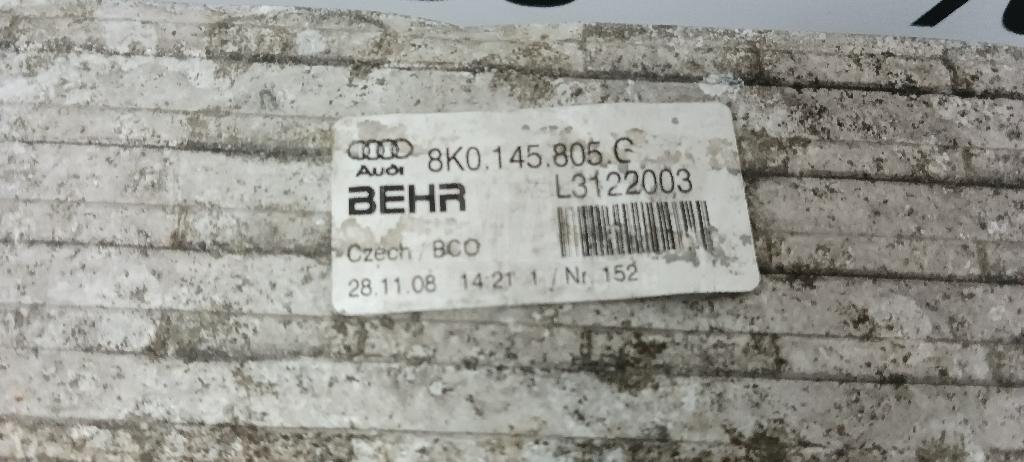 Audi 8K0.145.805.G
BEHR L3122003
Czech / BCO
28.11.08 14:21 1 / Nr. 152